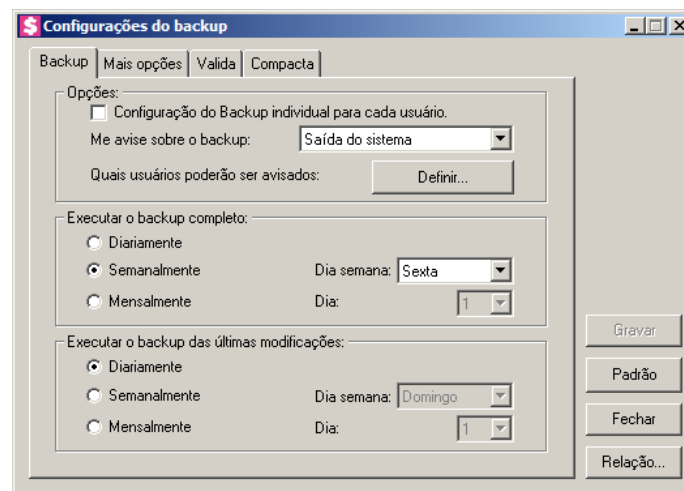 Configurações do backup
Backup Mais opções Valida Compacta
Opções:
Configuração do Backup individual para cada usuário.
Me avise sobre o backup: Saída do sistema
Quais usuários poderão ser avisados: Definir...
Executar o backup completo:
Diariamente
Semanalmente Dia semana: Sexta
Mensalmente Dia: 1
Gravar
Executar o backup das últimas modificações:
Diariamente
Padrão
Semanalmente Dia semana: Domingo
Fechar
Mensalmente Dia: 1
Relação...